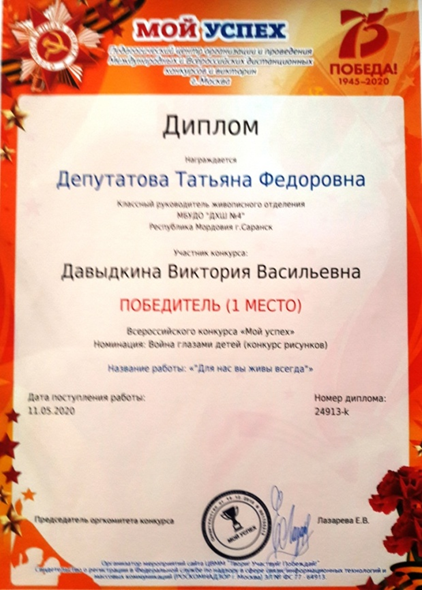 МОЙ УСПЕХ
Педагогический центр организации и проведения
Международных и Всероссийских дистанционных
конкурсов и викторин
г. Москва
75
ПОБЕДА!
1945–2020
Диплом
Награждается
Депутатова Татьяна Федоровна
Классный руководитель живописного отделения
МБУДО "ДХШ №4"
Республика Мордовия г.Саранск
Участник конкурса:
Давыдкина Виктория Васильевна
ПОБЕДИТЕЛЬ (1 МЕСТО)
Всероссийского конкурса «Мой успех»
Номинация: Война глазами детей (конкурс рисунков)
Название работы: «"Для нас вы живы всегда"»
Дата поступления работы:
11.05.2020
Номер диплома:
24913-k
Председатель оргкомитета конкурса
МОЙ УСПЕХ
Лазарева Е.В.
Организатор мероприятий сайта ЦВММ "Твори! Участвуй! Побеждай!".
Свидетельство о регистрации в Федеральной службе по надзору в сфере связи, информационных технологий и
массовых коммуникаций (РОСКОМНАДЗОР г. Москва) ЭЛ № ФС 77 - 64913.